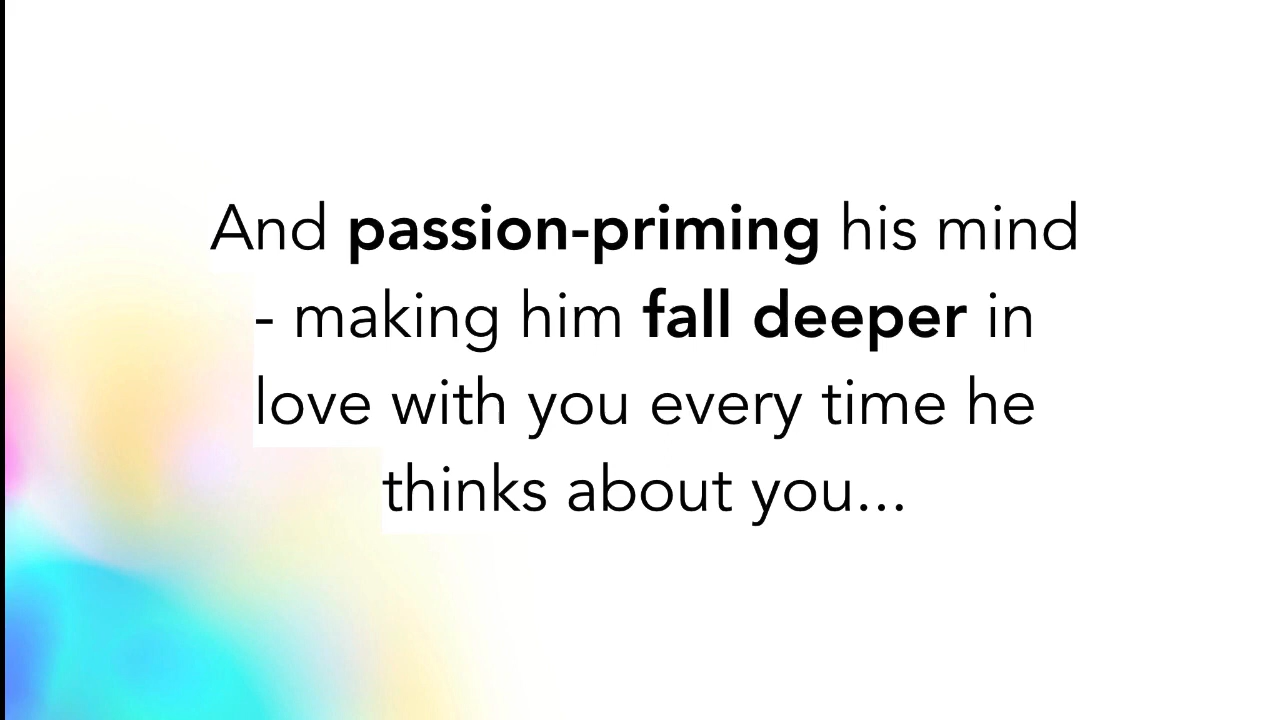 And passion-priming his mind
- making him fall deeper in
love with you every time he
thinks about you...